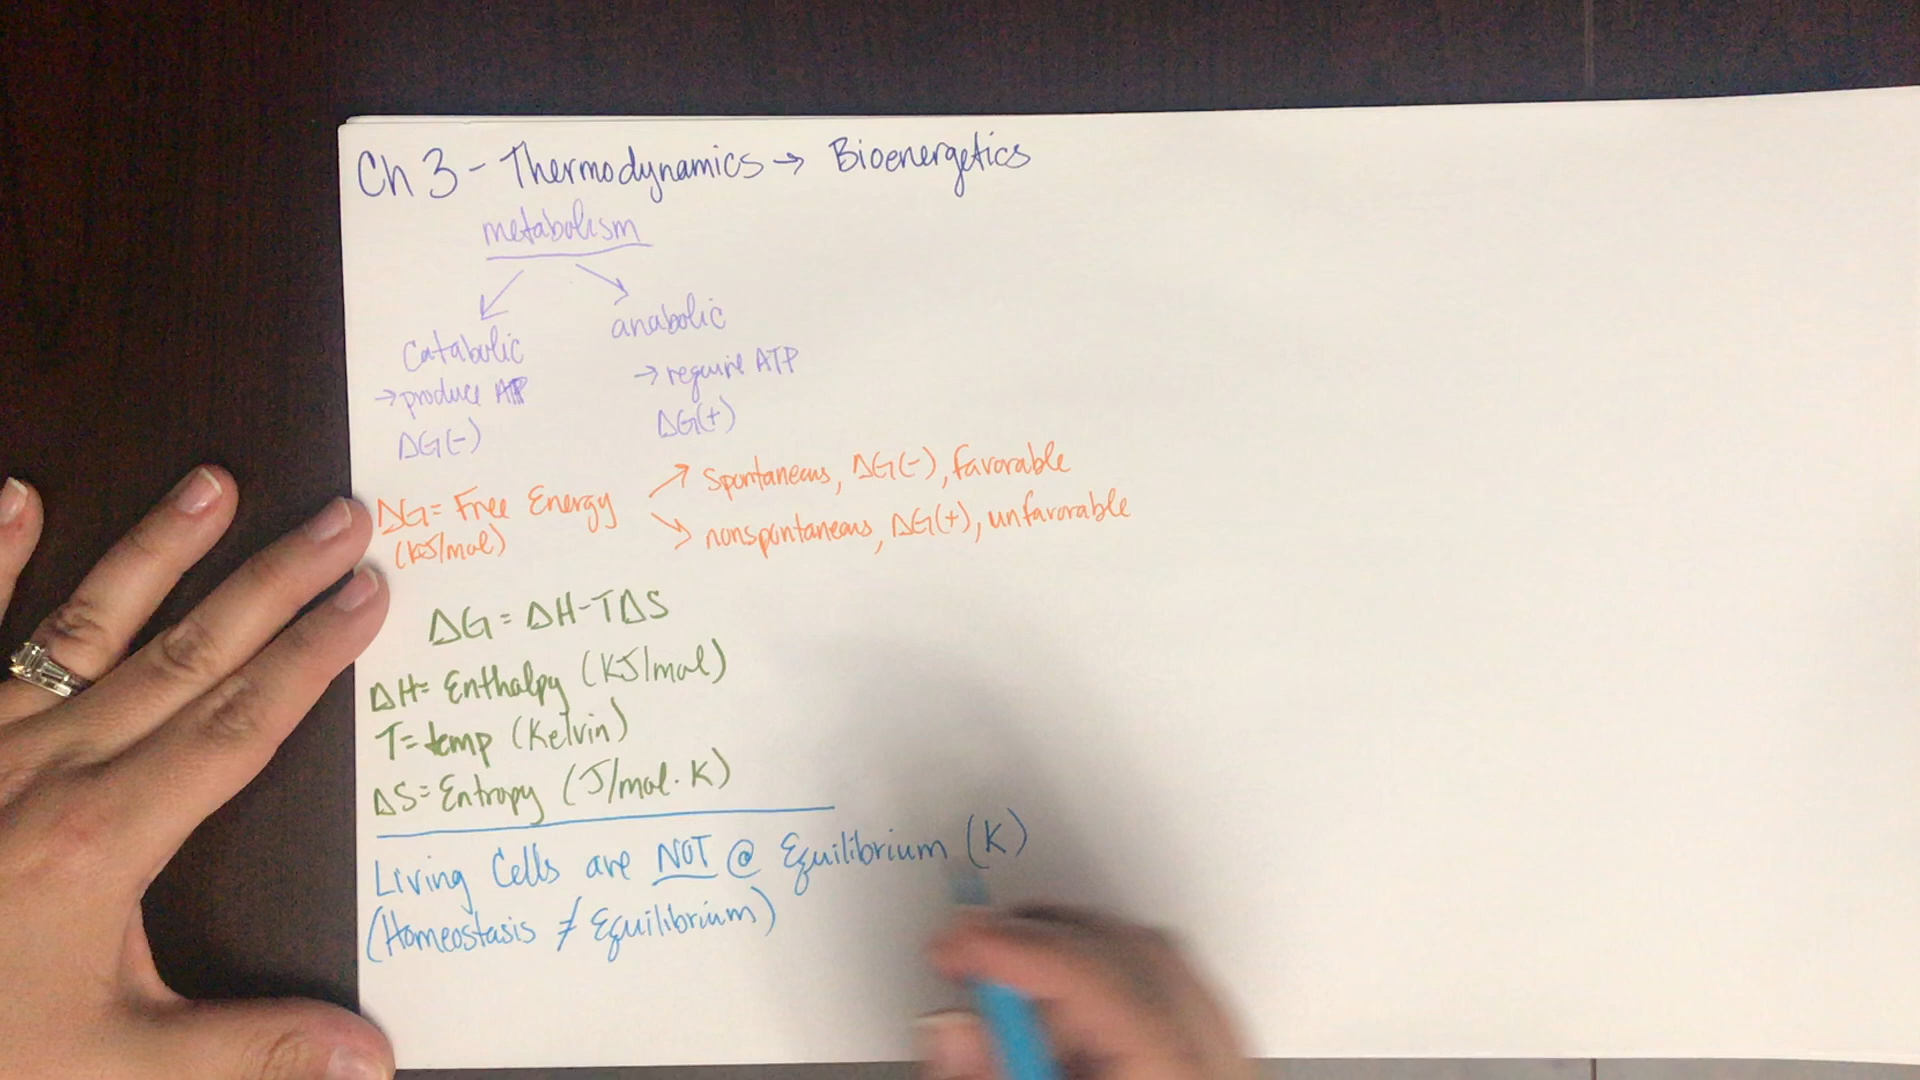 Ch 3 - Thermodynamics → Bioenergetics
metabolism
Catabolic
→ produce ATP
ΔG(-)
anabolic
→ require ATP
ΔG(+)
ΔG = Free Energy
(KJ/mol)
↗ Spontaneous, ΔG(-), favorable
↘ nonspontaneous, ΔG(+), unfavorable
ΔG = ΔH-TΔS
ΔH = Enthalpy (KJ/mol)
T = temp (Kelvin)
ΔS = Entropy (J/mol · K)
Living Cells are NOT @ Equilibrium (K)
(Homeostasis ≠ Equilibrium)